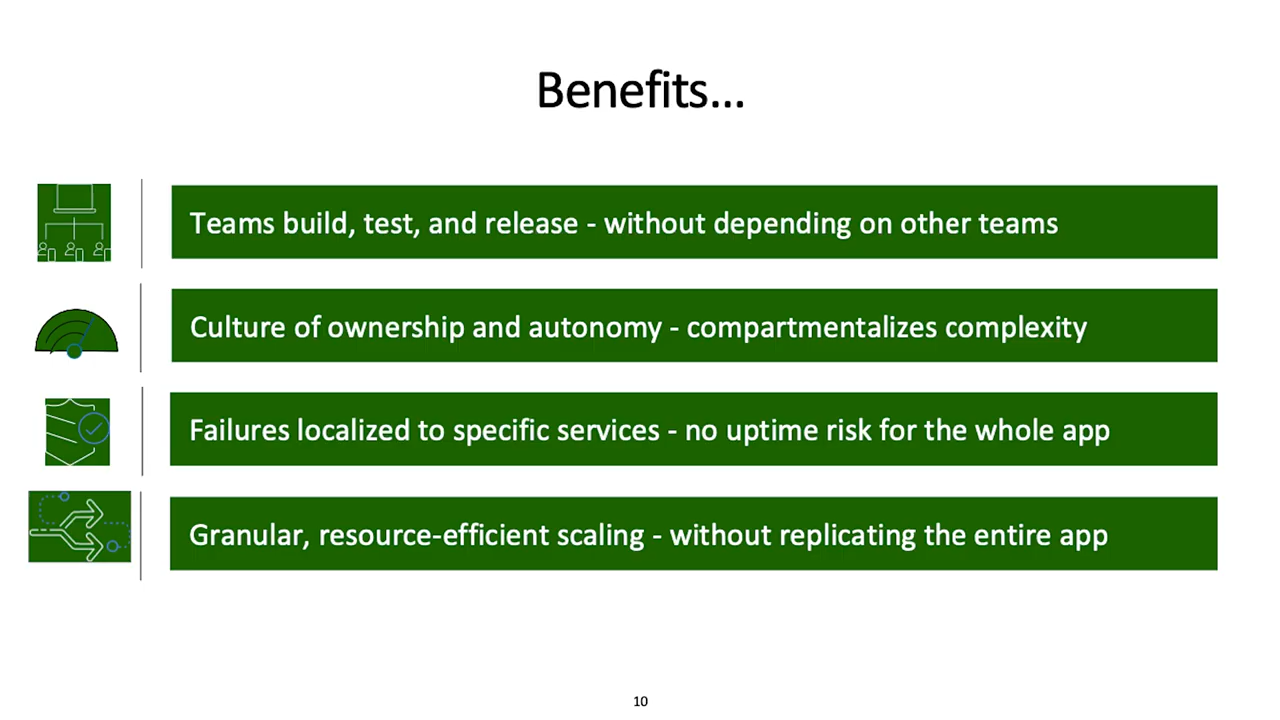 Benefits...
Teams build, test, and release - without depending on other teams
Culture of ownership and autonomy - compartmentalizes complexity
Failures localized to specific services - no uptime risk for the whole app
Granular, resource-efficient scaling - without replicating the entire app
10